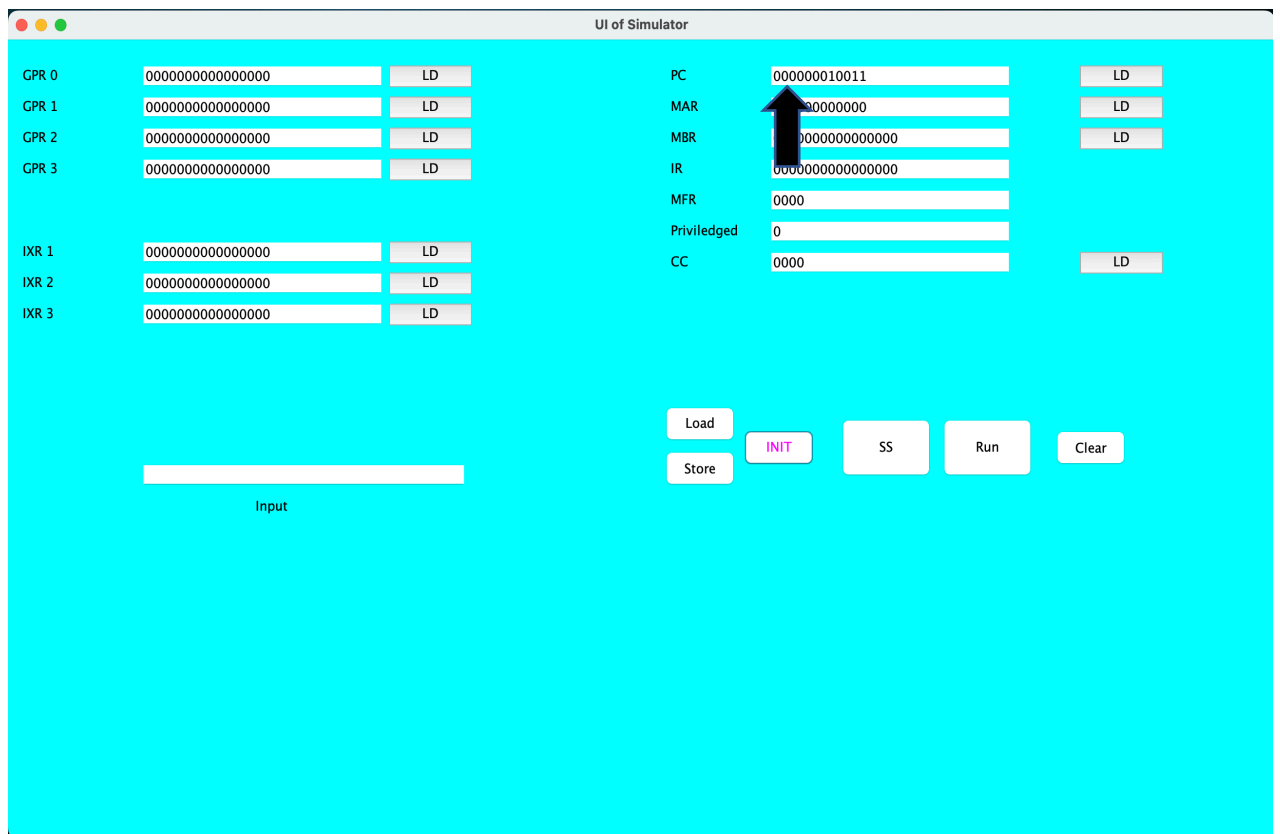 UI of Simulator
GPR 0 0000000000000000 LD
GPR 1 0000000000000000 LD
GPR 2 0000000000000000 LD
GPR 3 0000000000000000 LD
IXR 1 0000000000000000 LD
IXR 2 0000000000000000 LD
IXR 3 0000000000000000 LD
Input
PC 000000010011 LD
MAR LD
MBR LD
IR 0000000000000000
MFR 0000
Priviledged 0
CC 0000 LD
Load
Store
INIT
SS
Run
Clear